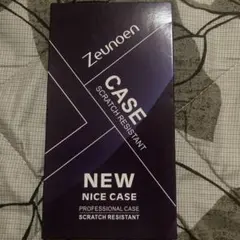 Zeunoen
CASE
SCRATCH RESISTANT
NEW
NICE CASE
PROFESSIONAL CASE
SCRATCH RESISTANT